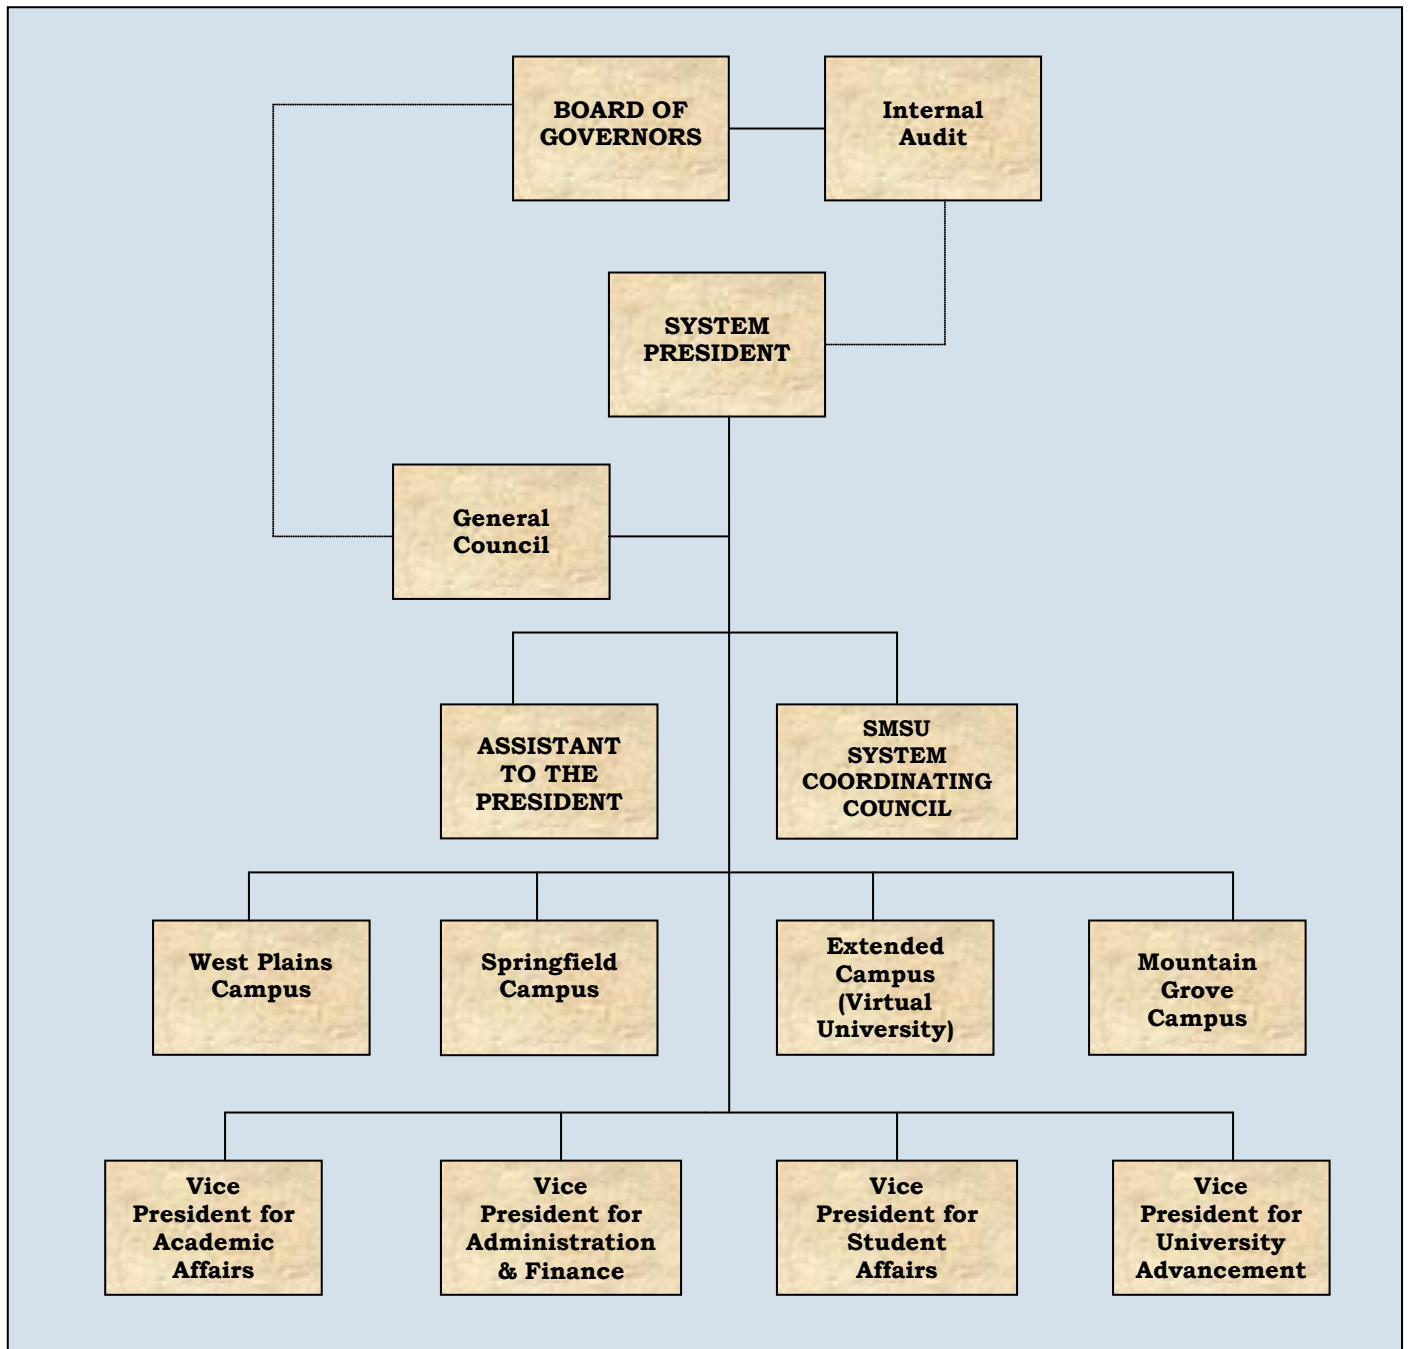 BOARD OF
GOVERNORS
Internal
Audit
SYSTEM
PRESIDENT
General
Council
ASSISTANT
TO THE
PRESIDENT
SMSU
SYSTEM
COORDINATING
COUNCIL
West Plains
Campus
Springfield
Campus
Extended
Campus
(Virtual
University)
Mountain
Grove
Campus
Vice
President for
Academic
Affairs
Vice
President for
Administration
& Finance
Vice
President for
Student
Affairs
Vice
President for
University
Advancement